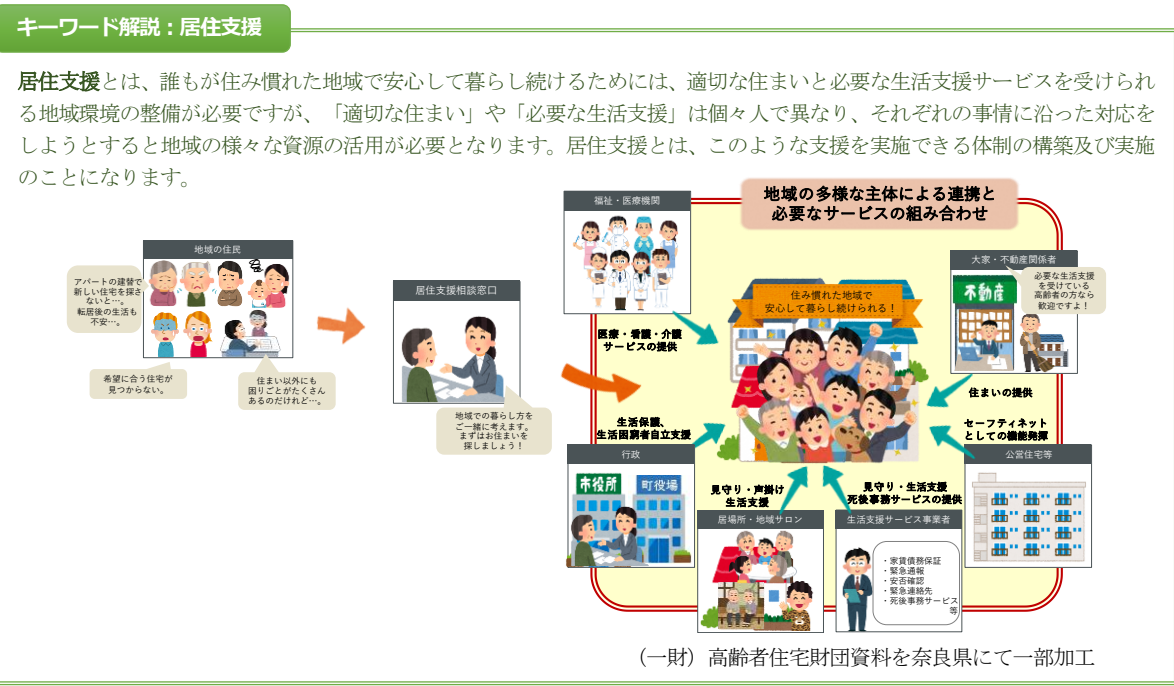 キーワード解説：居住支援
居住支援とは、誰もが住み慣れた地域で安心して暮らし続けるためには、適切な住まいと必要な生活支援サービスを受けられ
る地域環境の整備が必要ですが、「適切な住まい」や「必要な生活支援」は個々人で異なり、それぞれの事情に沿った対応を
しようとすると地域の様々な資源の活用が必要となります。居住支援とは、このような支援を実施できる体制の構築及び実施
のことになります。
地域の住民
アパートの建替で
新しい住宅を探さ
ないと…。
転居後の生活も
不安…。
希望に合う住宅が
見つからない。
住まい以外にも
困りごとがたくさん
あるのだけれど…。
居住支援相談窓口
地域での暮らし方を
ご一緒に考えます。
まずはお住まいを
探しましょう！
地域の多様な主体による連携と
必要なサービスの組み合わせ
福祉・医療機関
医療・看護・介護
サービスの提供
住み慣れた地域で
安心して暮らし続けられる！
大家・不動産関係者
不動産
必要な生活支援
を受けている
高齢者の方なら
歓迎ですよ！
住まいの提供
生活保護、
生活困窮者自立支援
行政
市役所
町役場
セーフティネット
としての機能発揮
公営住宅等
見守り・声掛け
生活支援
居場所・地域サロン
見守り・生活支援
死後事務サービスの提供
生活支援サービス事業者
・家賃債務保証
・緊急通報
・安否確認
・緊急連絡先
・死後事務サービス
等
（一財）高齢者住宅財団資料を奈良県にて一部加工